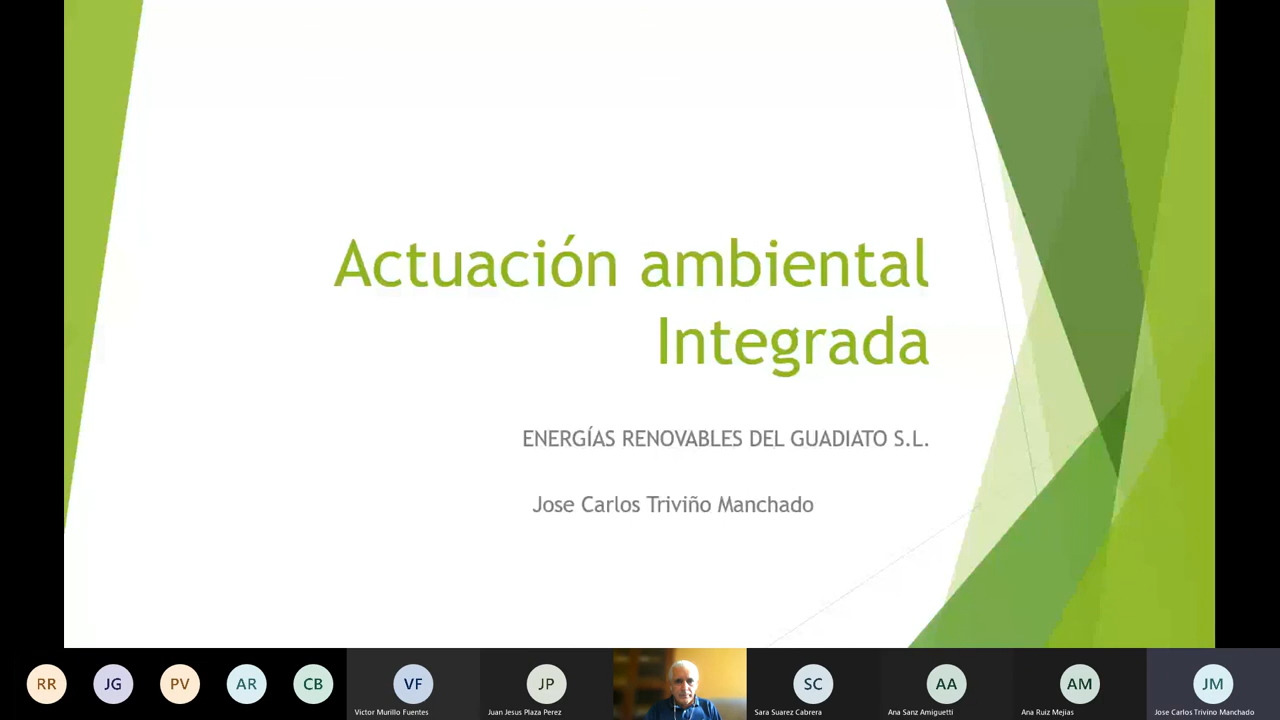 Actuación ambiental
Integrada
ENERGÍAS RENOVABLES DEL GUADIATO S.L.
Jose Carlos Triviño Manchado
RR
JG
PV
AR
CB
VF
Victor Murillo Fuentes
JP
Juan Jesus Plaza Perez
SC
Sara Suarez Cabrera
AA
Ana Sanz Amiguetti
AM
Ana Ruiz Mejias
JM
Jose Carlos Trivino Manchado